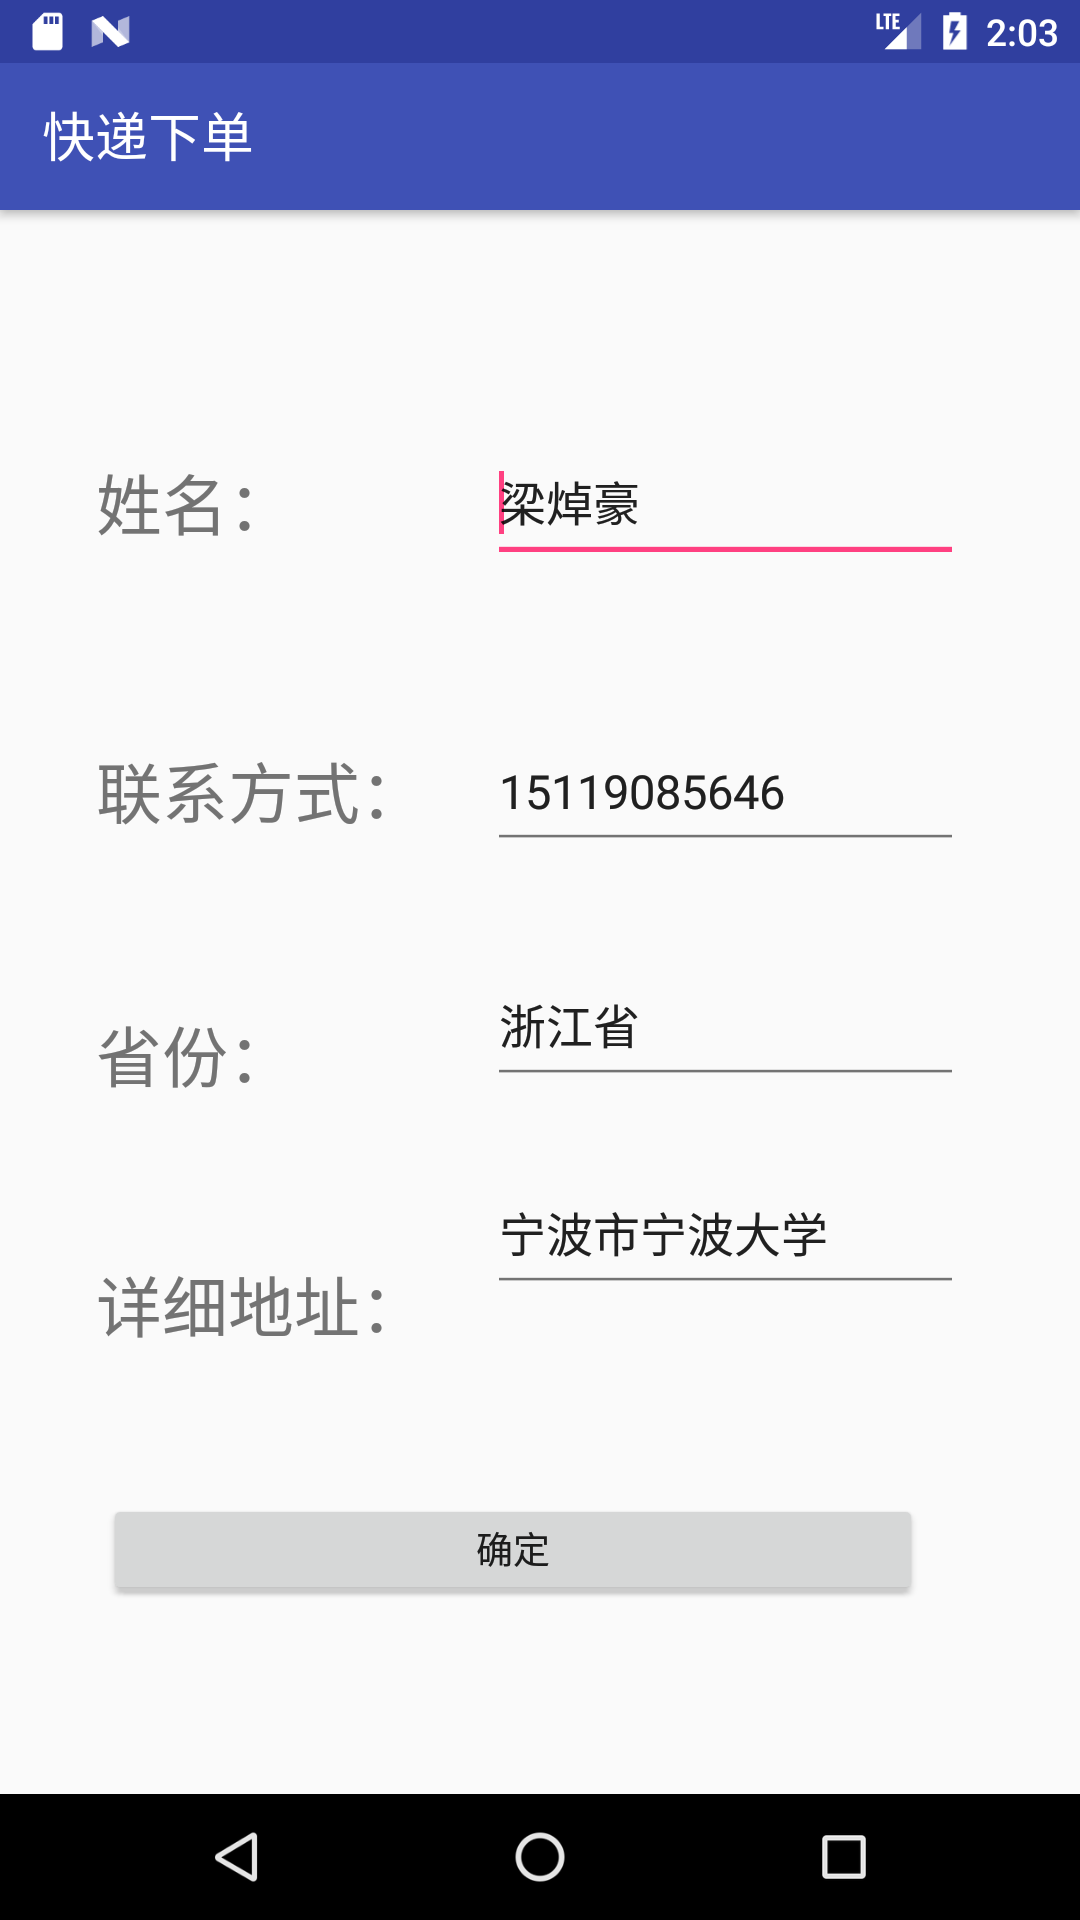 LTE 2:03
快递下单
姓名： 梁焯豪
联系方式： 15119085646
省份： 浙江省
宁波市宁波大学
详细地址：
确定